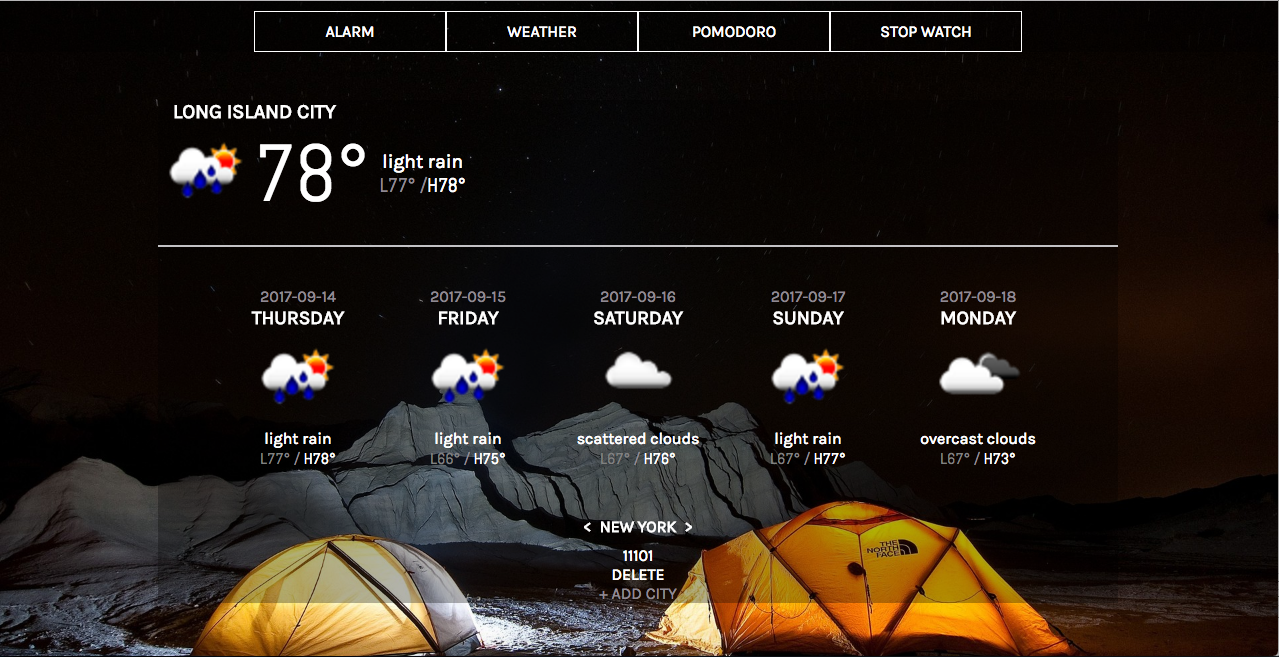 ALARM WEATHER POMODORO STOP WATCH
LONG ISLAND CITY
78°
light rain
L77° /H78°
2017-09-14 2017-09-15 2017-09-16 2017-09-17 2017-09-18
THURSDAY FRIDAY SATURDAY SUNDAY MONDAY
light rain light rain scattered clouds light rain overcast clouds
L77° / H78° L66° / H75° L67° / H76° L67° / H77° L67° / H73°
< NEW YORK >
11101
DELETE
+ ADD CITY
THE
NORTH
FACE